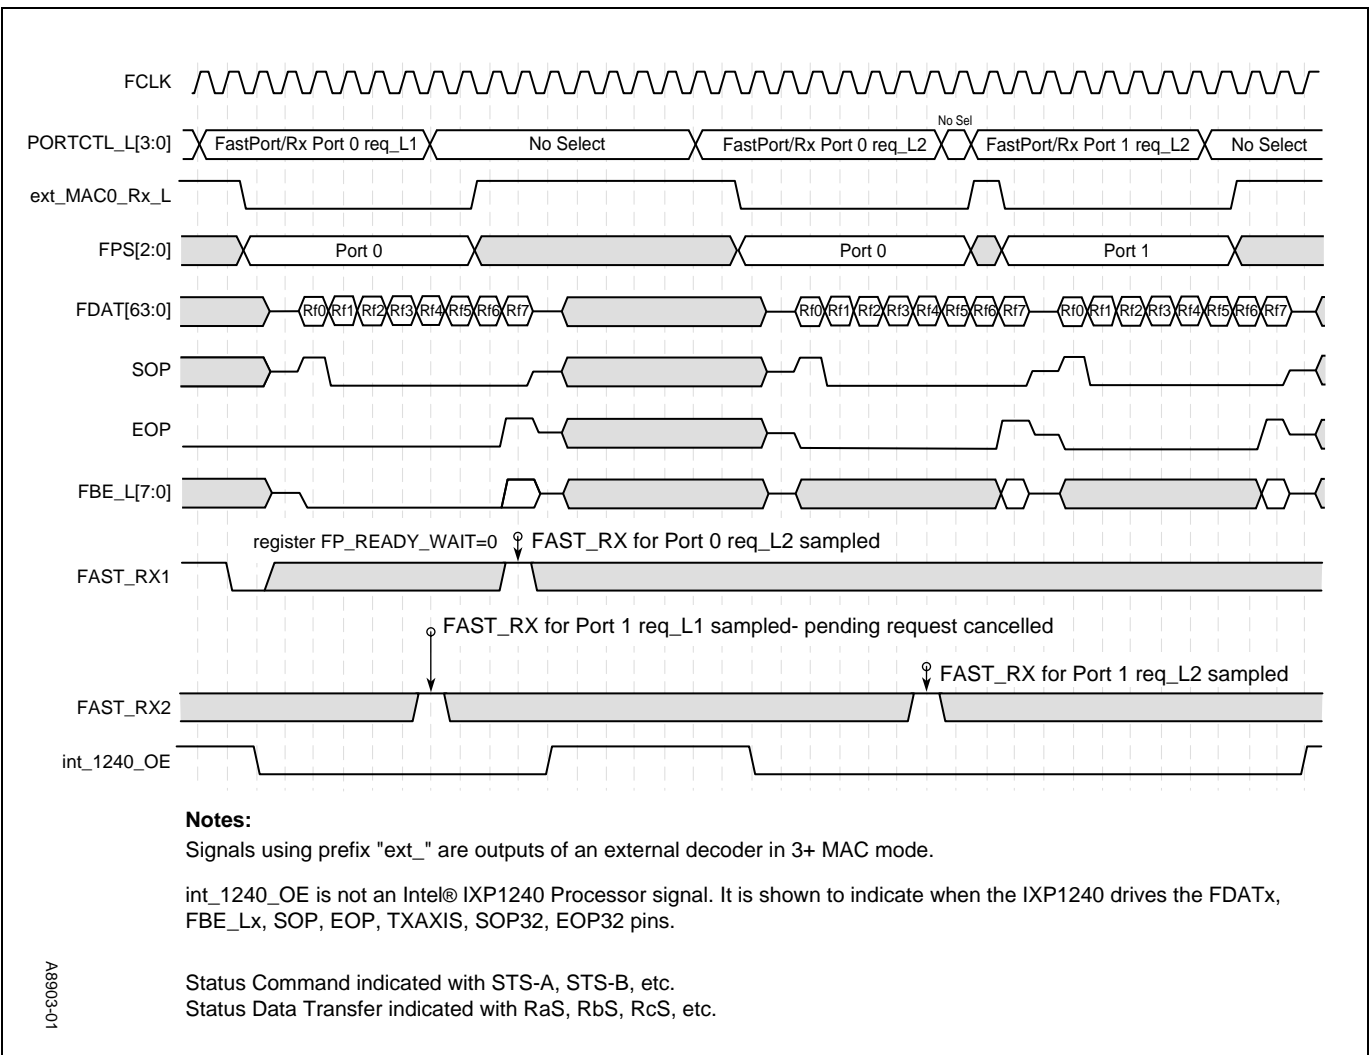 FCLK
No Sel
PORTCTL_L[3:0] FastPort/Rx Port 0 req_L1 No Select FastPort/Rx Port 0 req_L2 FastPort/Rx Port 1 req_L2 No Select
ext_MAC0_Rx_L
FPS[2:0] Port 0 Port 0 Port 1
FDAT[63:0] Rf0 Rf1 Rf2 Rf3 Rf4 Rf5 Rf6 Rf7 Rf0 Rf1 Rf2 Rf3 Rf4 Rf5 Rf6 Rf7 Rf0 Rf1 Rf2 Rf3 Rf4 Rf5 Rf6 Rf7
SOP
EOP
FBE_L[7:0]
register FP_READY_WAIT=0 FAST_RX for Port 0 req_L2 sampled
FAST_RX1
FAST_RX for Port 1 req_L1 sampled- pending request cancelled
FAST_RX for Port 1 req_L2 sampled
FAST_RX2
int_1240_OE
Notes:
Signals using prefix "ext_" are outputs of an external decoder in 3+ MAC mode.
int_1240_OE is not an Intel® IXP1240 Processor signal. It is shown to indicate when the IXP1240 drives the FDATx,
FBE_Lx, SOP, EOP, TXAXIS, SOP32, EOP32 pins.
Status Command indicated with STS-A, STS-B, etc.
Status Data Transfer indicated with RaS, RbS, RcS, etc.
A8903-01